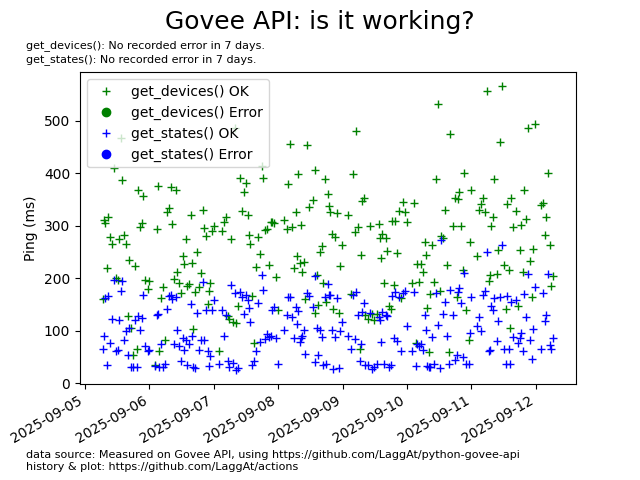 Govee API: is it working?
get_devices(): No recorded error in 7 days.
get_states(): No recorded error in 7 days.
get_devices() OK
get_devices() Error
get_states() OK
get_states() Error
Ping (ms)
500
400
300
200
100
0
2025-09-05
2025-09-06
2025-09-07
2025-09-08
2025-09-09
2025-09-10
2025-09-11
2025-09-12
data source: Measured on Govee API, using https://github.com/LaggAt/python-govee-api
history & plot: https://github.com/LaggAt/actions